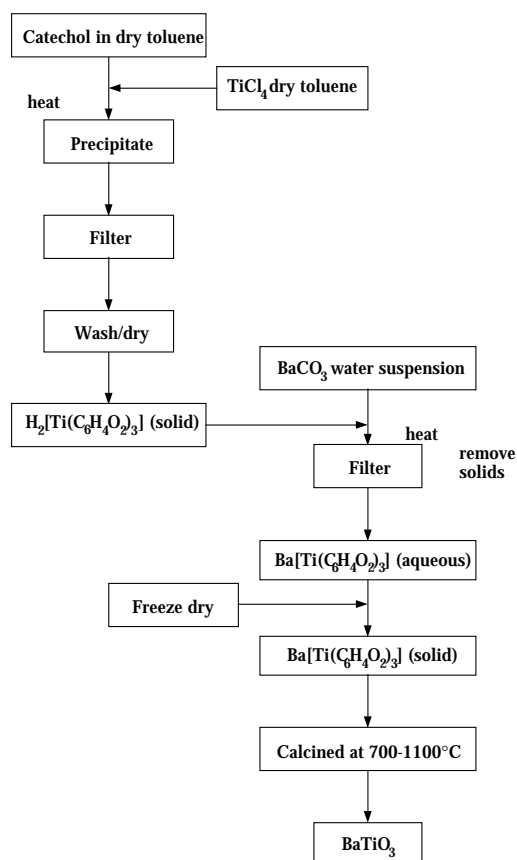 Catechol in dry toluene
TiCl₄ dry toluene
heat
Precipitate
Filter
Wash/dry
BaCO₃ water suspension
H₂[Ti(C₆H₄O₂)₃] (solid)
heat
remove
solids
Filter
Ba[Ti(C₆H₄O₂)₃] (aqueous)
Freeze dry
Ba[Ti(C₆H₄O₂)₃] (solid)
Calcined at 700-1100°C
BaTiO₃